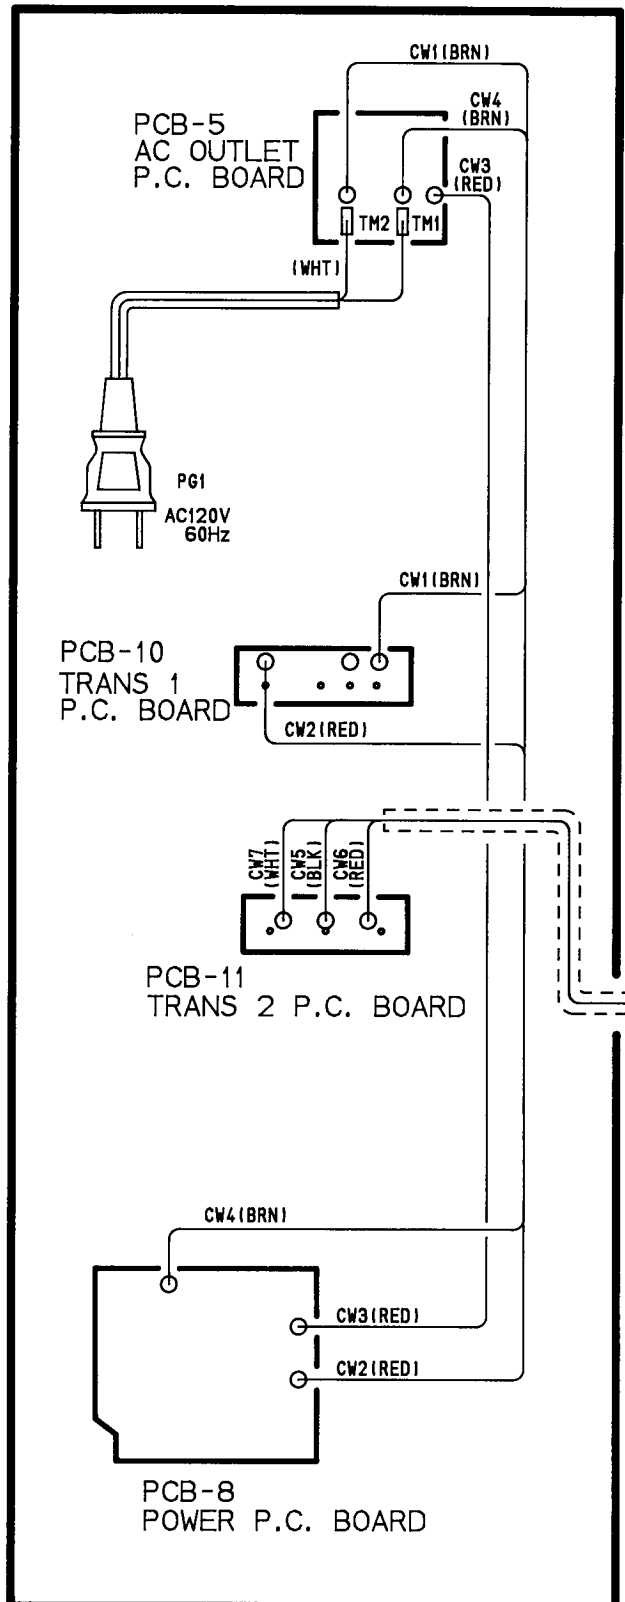 CW1(BRN)
CW4
(BRN)
PCB-5
AC OUTLET
P.C. BOARD
CW3
(RED)
TM2
TM1
(WHT)
PG1
AC120V
60Hz
CW1(BRN)
PCB-10
TRANS 1
P.C. BOARD
CW2(RED)
CW7
(WHT)
CW5
(BLK)
CW6
(RED)
PCB-11
TRANS 2 P.C. BOARD
CW4(BRN)
CW3(RED)
CW2(RED)
PCB-8
POWER P.C. BOARD